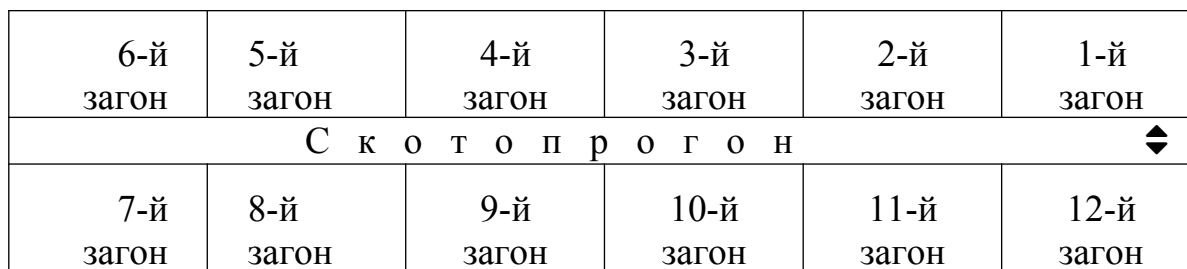 6-й 5-й 4-й 3-й 2-й 1-й
загон загон загон загон загон загон
С к о т о п р о г о н
7-й 8-й 9-й 10-й 11-й 12-й
загон загон загон загон загон загон